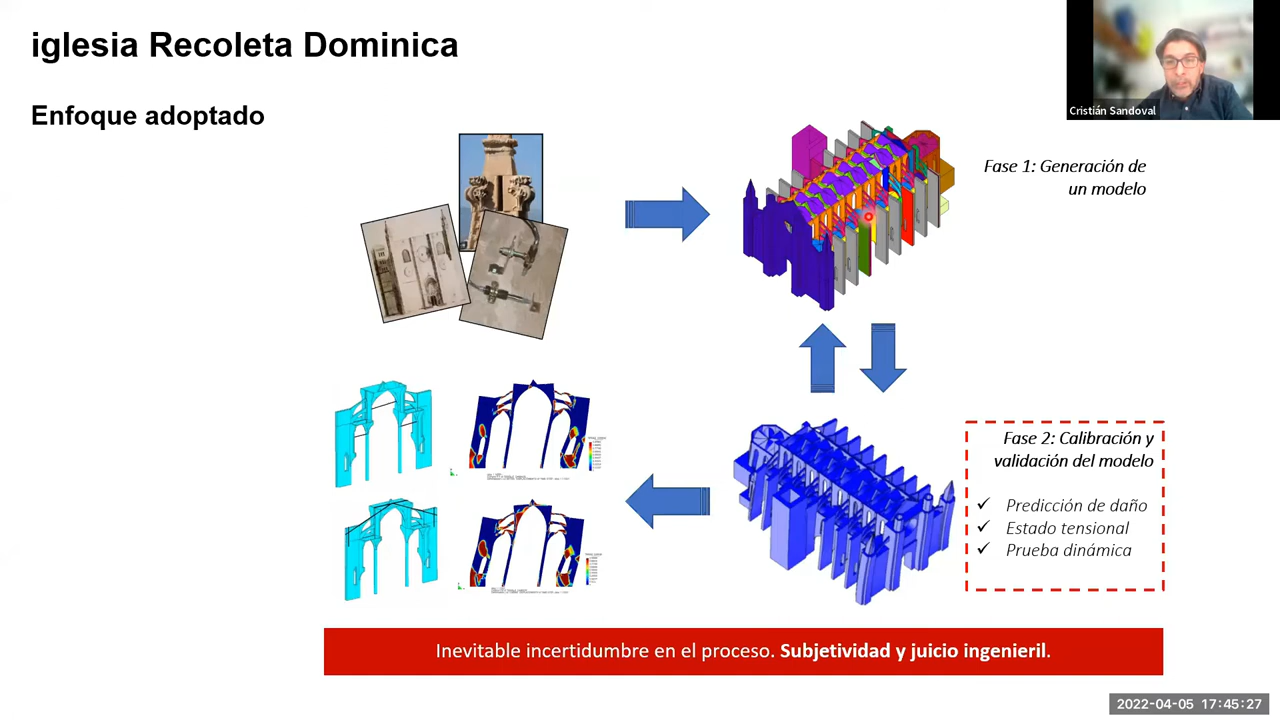 iglesia Recoleta Dominica
Enfoque adoptado
Cristián Sandoval
Fase 1: Generación de
un modelo
Fase 2: Calibración y
validación del modelo
✓ Predicción de daño
✓ Estado tensional
✓ Prueba dinámica
Inevitable incertidumbre en el proceso. Subjetividad y juicio ingenieril.
2022-04-05 17:45:27